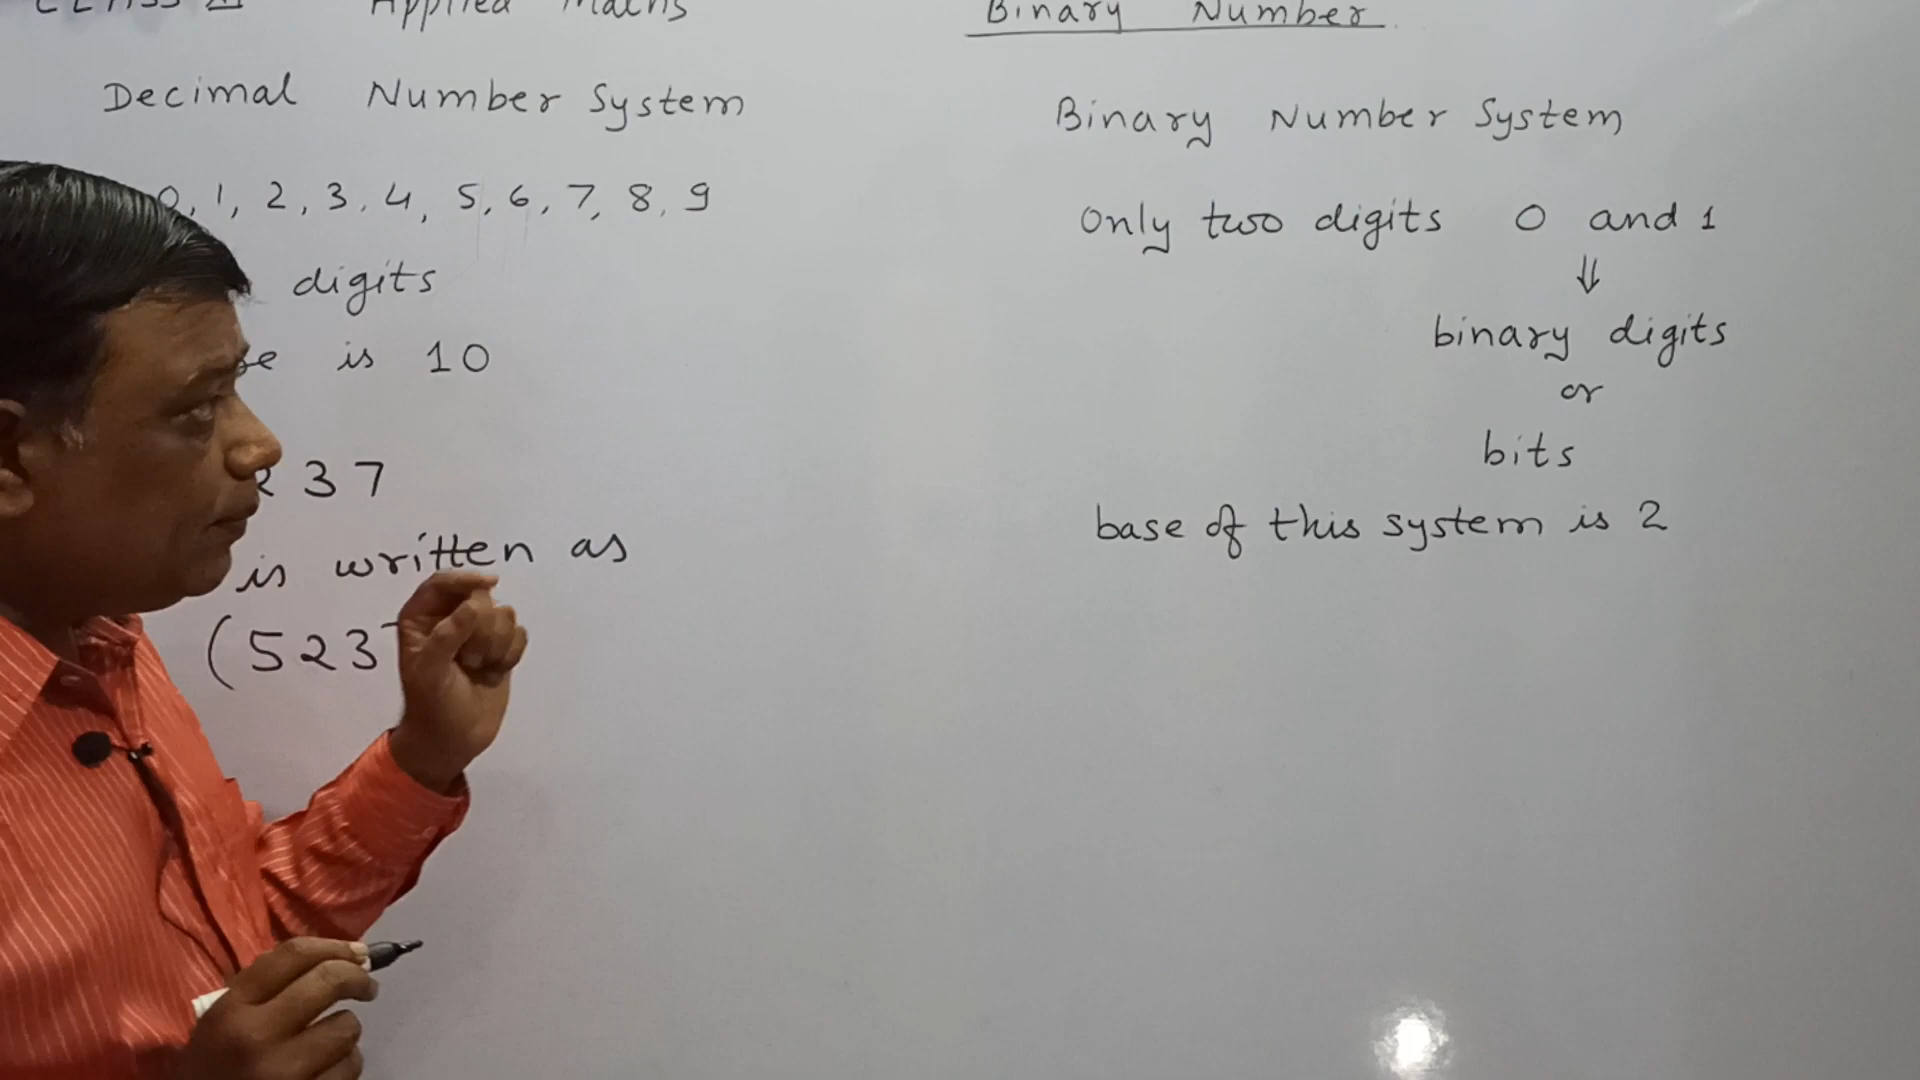 Applied Maths
Binary Number
Decimal Number System
0, 1, 2, 3, 4, 5, 6, 7, 8, 9
digits
is 10
237
is written as
(523
Binary Number System
Only two digits 0 and 1
⇓
binary digits
or
bits
base of this system is 2